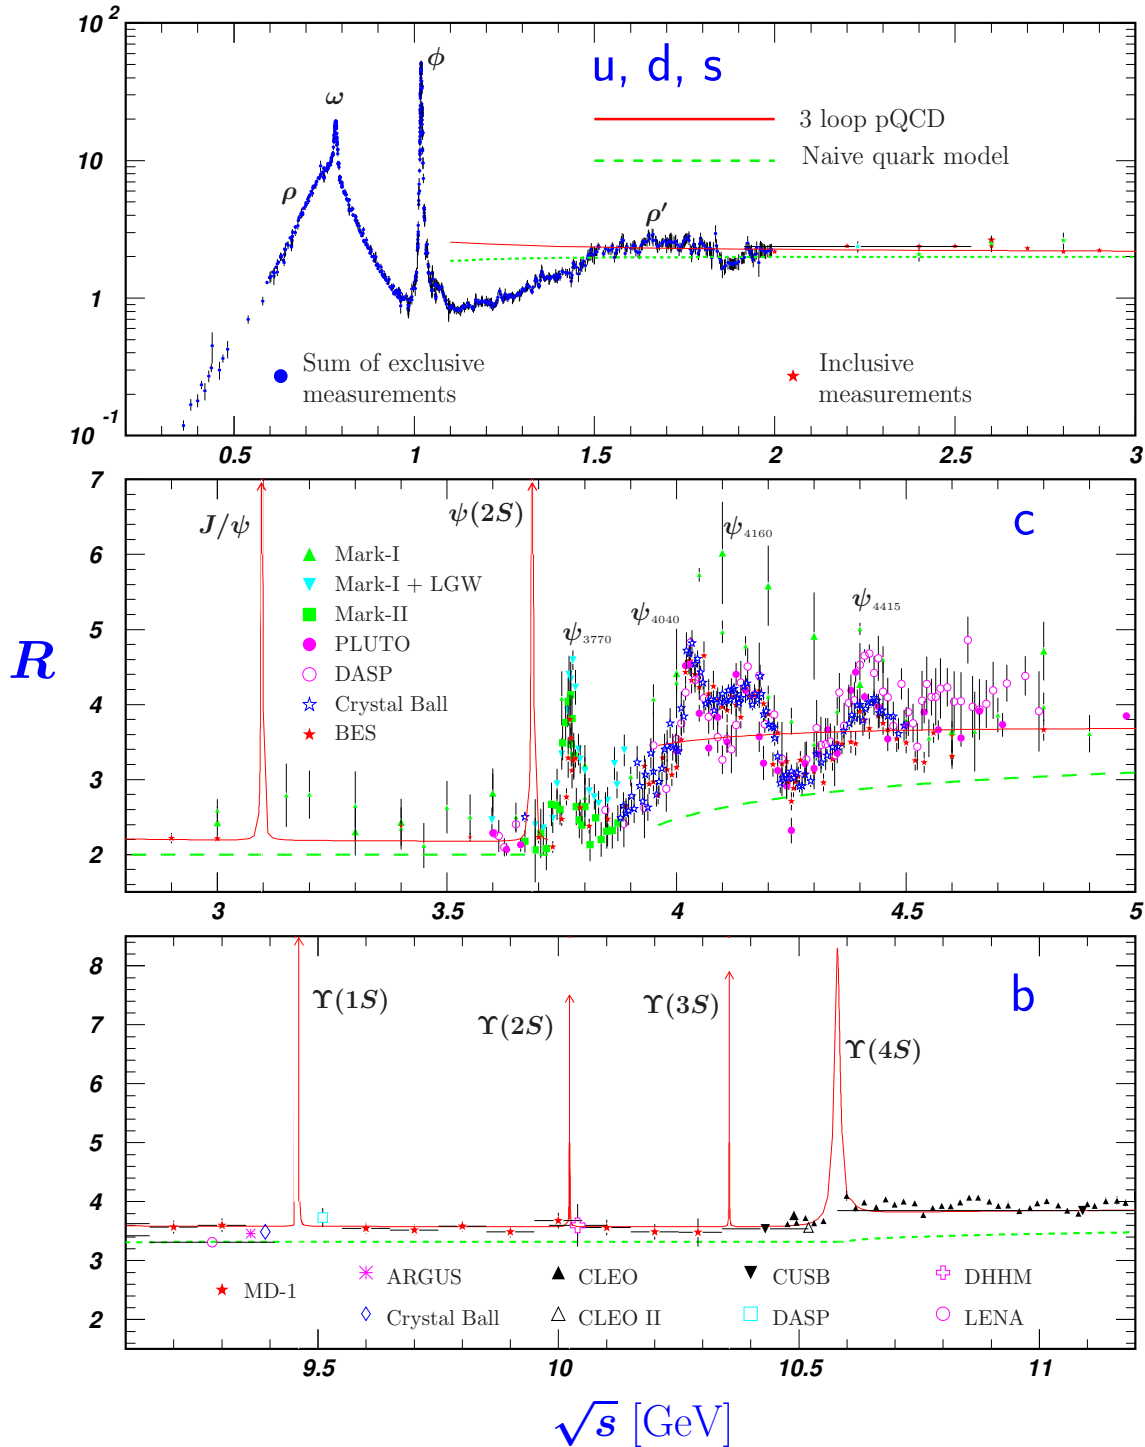 10 2
u, d, s
ϕ
ω
3 loop pQCD
Naive quark model
10
ρ
ρ′
1
Sum of exclusive
measurements
Inclusive
measurements
10 -1
0.5 1 1.5 2 2.5 3
7
J/ψ
ψ(2S)
ψ4160
c
Mark-I
Mark-I + LGW
Mark-II
PLUTO
DASP
Crystal Ball
BES
6
ψ3770
ψ4040
ψ4415
5
R
4
3
2
3 3.5 4 4.5 5
8
Υ(1S)
Υ(2S)
Υ(3S)
Υ(4S)
b
7
6
5
4
3
2
MD-1
ARGUS
CLEO
CUSB
DHHM
Crystal Ball
CLEO II
DASP
LENA
9.5 10 10.5 11
√s [GeV]